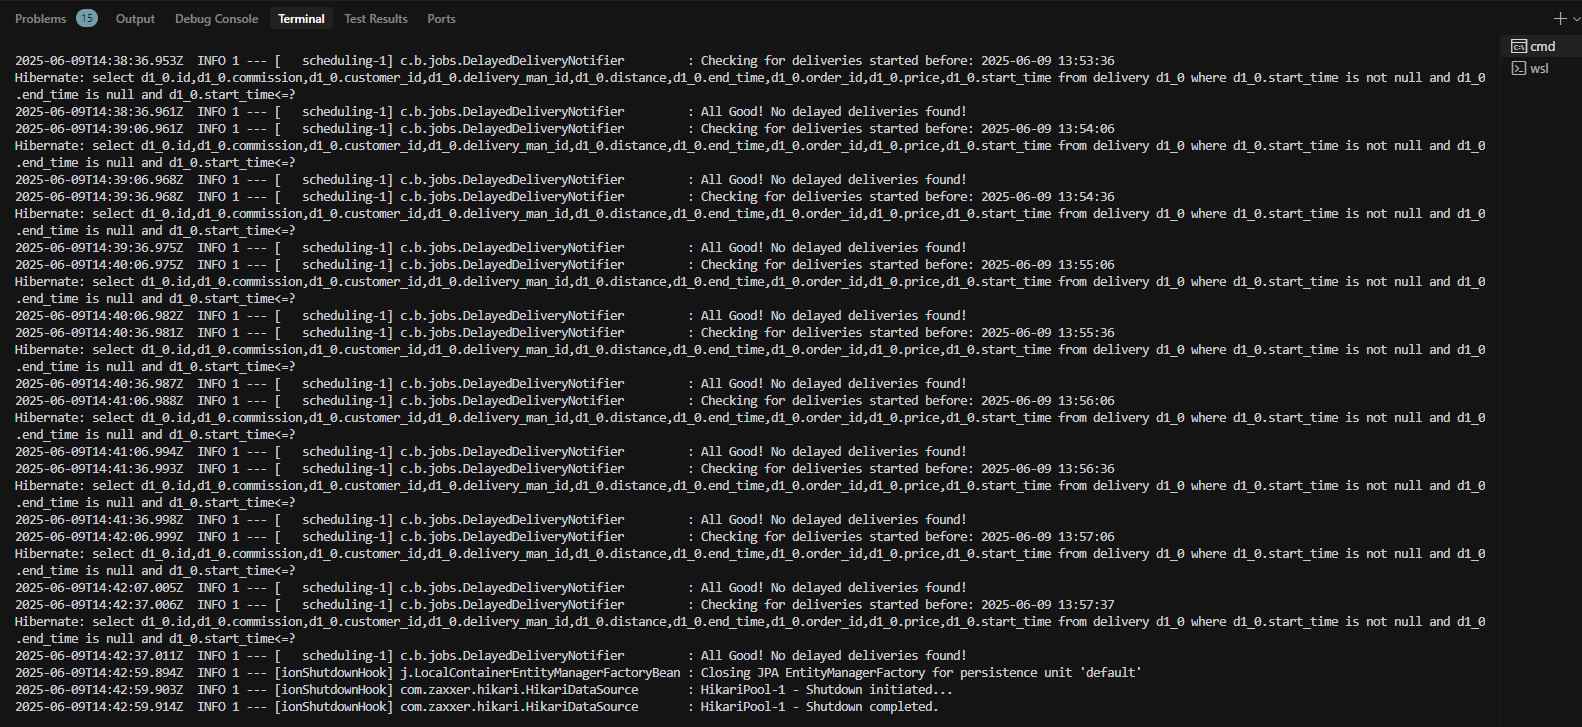 Problems 15 Output Debug Console Terminal Test Results Ports
cmd
wsl
2025-06-09T14:38:36.953Z  INFO 1 --- [   scheduling-1] c.b.jobs.DelayedDeliveryNotifier         : Checking for deliveries started before: 2025-06-09 13:53:36
Hibernate: select d1_0.id,d1_0.commission,d1_0.customer_id,d1_0.delivery_man_id,d1_0.distance,d1_0.end_time,d1_0.order_id,d1_0.price,d1_0.start_time from delivery d1_0 where d1_0.start_time is not null and d1_0
.end_time is null and d1_0.start_time<=?
2025-06-09T14:38:36.961Z  INFO 1 --- [   scheduling-1] c.b.jobs.DelayedDeliveryNotifier         : All Good! No delayed deliveries found!
2025-06-09T14:39:06.961Z  INFO 1 --- [   scheduling-1] c.b.jobs.DelayedDeliveryNotifier         : Checking for deliveries started before: 2025-06-09 13:54:06
Hibernate: select d1_0.id,d1_0.commission,d1_0.customer_id,d1_0.delivery_man_id,d1_0.distance,d1_0.end_time,d1_0.order_id,d1_0.price,d1_0.start_time from delivery d1_0 where d1_0.start_time is not null and d1_0
.end_time is null and d1_0.start_time<=?
2025-06-09T14:39:06.968Z  INFO 1 --- [   scheduling-1] c.b.jobs.DelayedDeliveryNotifier         : All Good! No delayed deliveries found!
2025-06-09T14:39:36.968Z  INFO 1 --- [   scheduling-1] c.b.jobs.DelayedDeliveryNotifier         : Checking for deliveries started before: 2025-06-09 13:54:36
Hibernate: select d1_0.id,d1_0.commission,d1_0.customer_id,d1_0.delivery_man_id,d1_0.distance,d1_0.end_time,d1_0.order_id,d1_0.price,d1_0.start_time from delivery d1_0 where d1_0.start_time is not null and d1_0
.end_time is null and d1_0.start_time<=?
2025-06-09T14:39:36.975Z  INFO 1 --- [   scheduling-1] c.b.jobs.DelayedDeliveryNotifier         : All Good! No delayed deliveries found!
2025-06-09T14:40:06.975Z  INFO 1 --- [   scheduling-1] c.b.jobs.DelayedDeliveryNotifier         : Checking for deliveries started before: 2025-06-09 13:55:06
Hibernate: select d1_0.id,d1_0.commission,d1_0.customer_id,d1_0.delivery_man_id,d1_0.distance,d1_0.end_time,d1_0.order_id,d1_0.price,d1_0.start_time from delivery d1_0 where d1_0.start_time is not null and d1_0
.end_time is null and d1_0.start_time<=?
2025-06-09T14:40:06.982Z  INFO 1 --- [   scheduling-1] c.b.jobs.DelayedDeliveryNotifier         : All Good! No delayed deliveries found!
2025-06-09T14:40:36.981Z  INFO 1 --- [   scheduling-1] c.b.jobs.DelayedDeliveryNotifier         : Checking for deliveries started before: 2025-06-09 13:55:36
Hibernate: select d1_0.id,d1_0.commission,d1_0.customer_id,d1_0.delivery_man_id,d1_0.distance,d1_0.end_time,d1_0.order_id,d1_0.price,d1_0.start_time from delivery d1_0 where d1_0.start_time is not null and d1_0
.end_time is null and d1_0.start_time<=?
2025-06-09T14:40:36.987Z  INFO 1 --- [   scheduling-1] c.b.jobs.DelayedDeliveryNotifier         : All Good! No delayed deliveries found!
2025-06-09T14:41:06.988Z  INFO 1 --- [   scheduling-1] c.b.jobs.DelayedDeliveryNotifier         : Checking for deliveries started before: 2025-06-09 13:56:06
Hibernate: select d1_0.id,d1_0.commission,d1_0.customer_id,d1_0.delivery_man_id,d1_0.distance,d1_0.end_time,d1_0.order_id,d1_0.price,d1_0.start_time from delivery d1_0 where d1_0.start_time is not null and d1_0
.end_time is null and d1_0.start_time<=?
2025-06-09T14:41:06.994Z  INFO 1 --- [   scheduling-1] c.b.jobs.DelayedDeliveryNotifier         : All Good! No delayed deliveries found!
2025-06-09T14:41:36.993Z  INFO 1 --- [   scheduling-1] c.b.jobs.DelayedDeliveryNotifier         : Checking for deliveries started before: 2025-06-09 13:56:36
Hibernate: select d1_0.id,d1_0.commission,d1_0.customer_id,d1_0.delivery_man_id,d1_0.distance,d1_0.end_time,d1_0.order_id,d1_0.price,d1_0.start_time from delivery d1_0 where d1_0.start_time is not null and d1_0
.end_time is null and d1_0.start_time<=?
2025-06-09T14:41:36.998Z  INFO 1 --- [   scheduling-1] c.b.jobs.DelayedDeliveryNotifier         : All Good! No delayed deliveries found!
2025-06-09T14:42:06.999Z  INFO 1 --- [   scheduling-1] c.b.jobs.DelayedDeliveryNotifier         : Checking for deliveries started before: 2025-06-09 13:57:06
Hibernate: select d1_0.id,d1_0.commission,d1_0.customer_id,d1_0.delivery_man_id,d1_0.distance,d1_0.end_time,d1_0.order_id,d1_0.price,d1_0.start_time from delivery d1_0 where d1_0.start_time is not null and d1_0
.end_time is null and d1_0.start_time<=?
2025-06-09T14:42:07.005Z  INFO 1 --- [   scheduling-1] c.b.jobs.DelayedDeliveryNotifier         : All Good! No delayed deliveries found!
2025-06-09T14:42:37.006Z  INFO 1 --- [   scheduling-1] c.b.jobs.DelayedDeliveryNotifier         : Checking for deliveries started before: 2025-06-09 13:57:37
Hibernate: select d1_0.id,d1_0.commission,d1_0.customer_id,d1_0.delivery_man_id,d1_0.distance,d1_0.end_time,d1_0.order_id,d1_0.price,d1_0.start_time from delivery d1_0 where d1_0.start_time is not null and d1_0
.end_time is null and d1_0.start_time<=?
2025-06-09T14:42:37.011Z  INFO 1 --- [   scheduling-1] c.b.jobs.DelayedDeliveryNotifier         : All Good! No delayed deliveries found!
2025-06-09T14:42:59.894Z  INFO 1 --- [ionShutdownHook] j.LocalContainerEntityManagerFactoryBean : Closing JPA EntityManagerFactory for persistence unit 'default'
2025-06-09T14:42:59.903Z  INFO 1 --- [ionShutdownHook] com.zaxxer.hikari.HikariDataSource       : HikariPool-1 - Shutdown initiated...
2025-06-09T14:42:59.914Z  INFO 1 --- [ionShutdownHook] com.zaxxer.hikari.HikariDataSource       : HikariPool-1 - Shutdown completed.